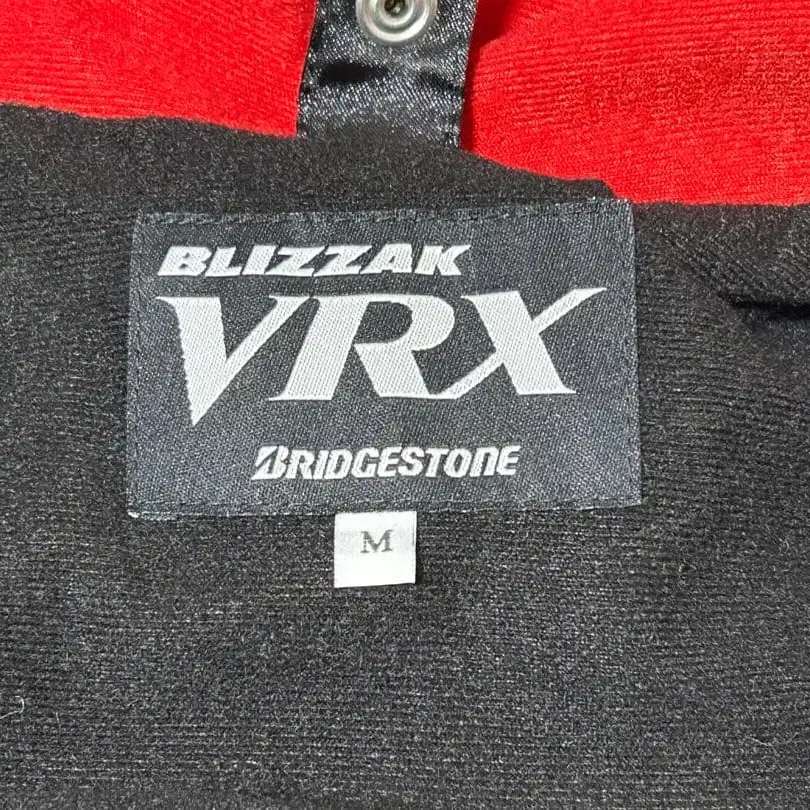 BLIZZAK
VRX
BRIDGESTONE
M